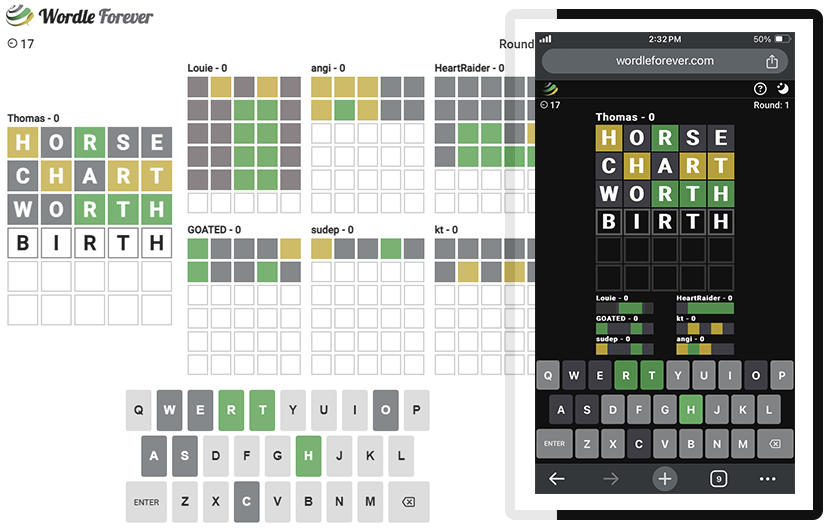 Wordle Forever
17
Round
Louie - 0
angi - 0
HeartRaider - 0
Thomas - 0
H O R S E
C H A R T
W O R T H
B I R T H
GOATED - 0
sudep - 0
kt - 0
Q W E R T Y U I O P
A S D F G H J K L
ENTER Z X C V B N M
2:32 PM
50%
wordleforever.com
17
Round: 1
Thomas - 0
H O R S E
C H A R T
W O R T H
B I R T H
Louie - 0
HeartRaider - 0
GOATED - 0
kt - 0
sudep - 0
angi - 0
Q W E R T Y U I O P
A S D F G H J K L
ENTER Z X C V B N M
9